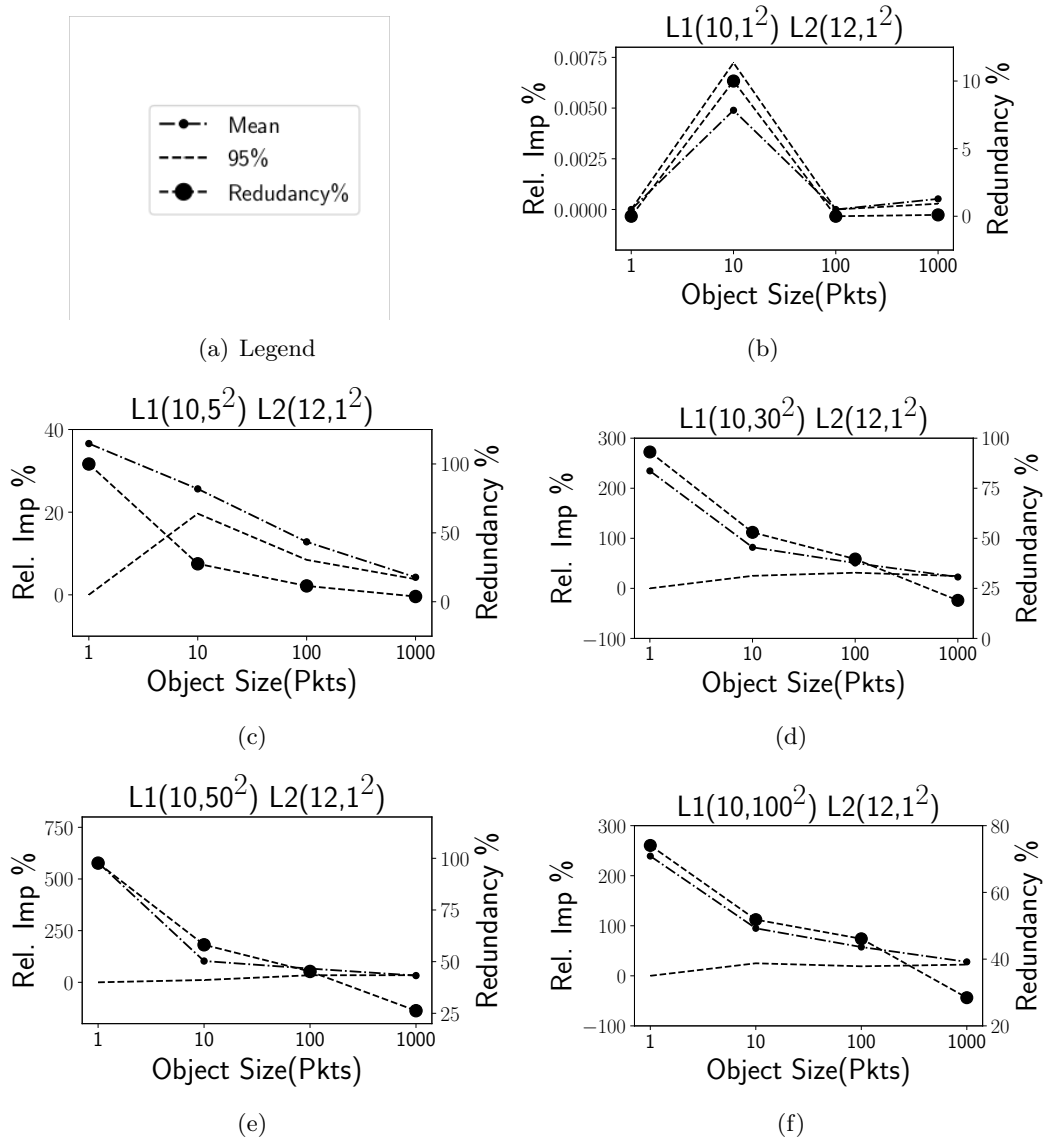 Mean
95%
Redudancy%
(a) Legend
L1(10,1²) L2(12,1²)
Rel. Imp %
0.0075
0.0050
0.0025
0.0000
10
5
0
Redundancy %
1 10 100 1000
Object Size(Pkts)
(b)
L1(10,5²) L2(12,1²)
Rel. Imp %
40
20
0
100
50
0
Redundancy %
1 10 100 1000
Object Size(Pkts)
(c)
L1(10,30²) L2(12,1²)
Rel. Imp %
300
200
100
0
−100
100
75
50
25
0
Redundancy %
1 10 100 1000
Object Size(Pkts)
(d)
L1(10,50²) L2(12,1²)
Rel. Imp %
750
500
250
0
100
75
50
25
Redundancy %
1 10 100 1000
Object Size(Pkts)
(e)
L1(10,100²) L2(12,1²)
Rel. Imp %
300
200
100
0
−100
80
60
40
20
Redundancy %
1 10 100 1000
Object Size(Pkts)
(f)